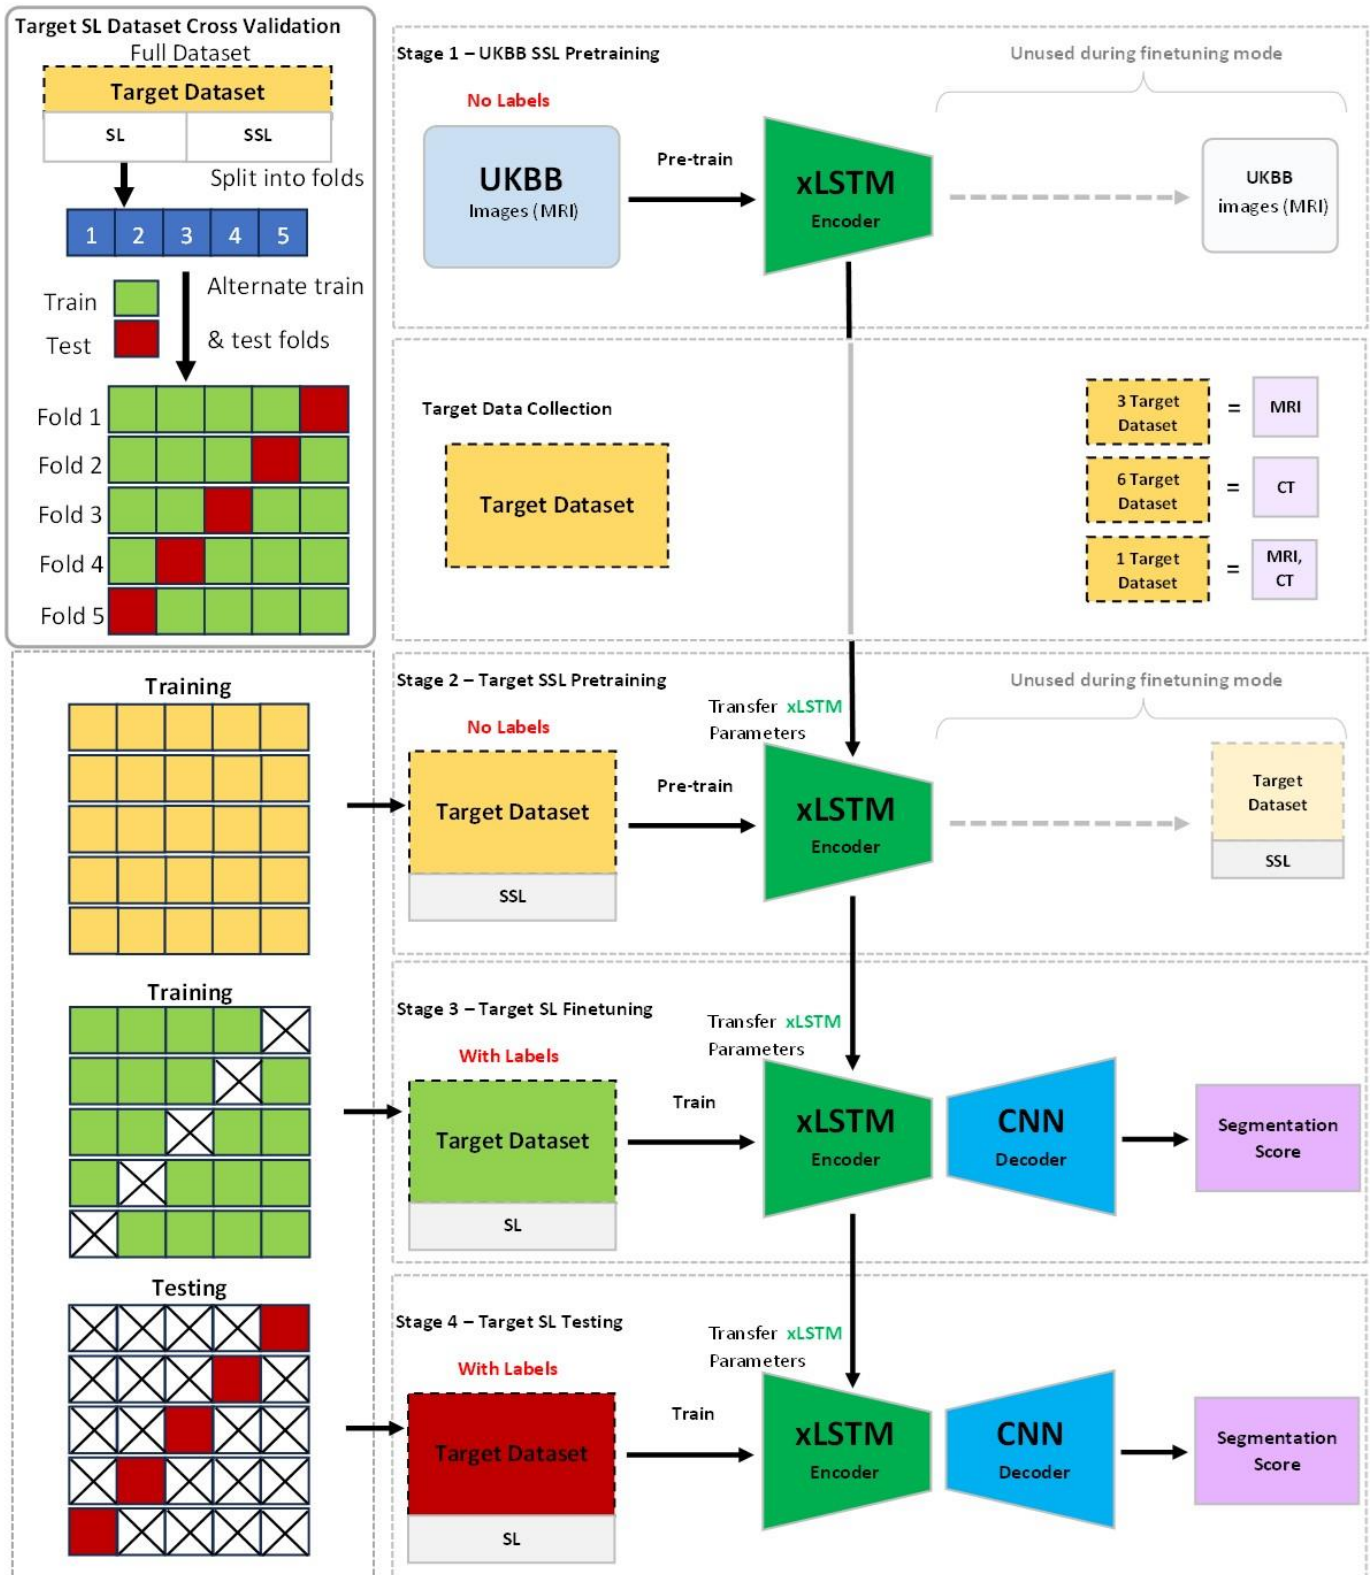 Target SL Dataset Cross Validation
Full Dataset
Target Dataset
SL
SSL
Split into folds
1 2 3 4 5
Alternate train
& test folds
Train
Test
Fold 1
Fold 2
Fold 3
Fold 4
Fold 5
Stage 1 – UKBB SSL Pretraining
Unused during finetuning mode
No Labels
UKBB
Images (MRI)
Pre-train
xLSTM
Encoder
UKBB
images (MRI)
Target Data Collection
Target Dataset
3 Target
Dataset
=
MRI
6 Target
Dataset
=
CT
1 Target
Dataset
=
MRI,
CT
Training
Stage 2 – Target SSL Pretraining
Unused during finetuning mode
No Labels
Transfer xLSTM
Parameters
Target Dataset
SSL
Pre-train
xLSTM
Encoder
Target
Dataset
SSL
Training
Stage 3 – Target SL Finetuning
With Labels
Transfer xLSTM
Parameters
Target Dataset
SL
Train
xLSTM
Encoder
CNN
Decoder
Segmentation
Score
Testing
Stage 4 – Target SL Testing
With Labels
Transfer xLSTM
Parameters
Target Dataset
SL
Train
xLSTM
Encoder
CNN
Decoder
Segmentation
Score